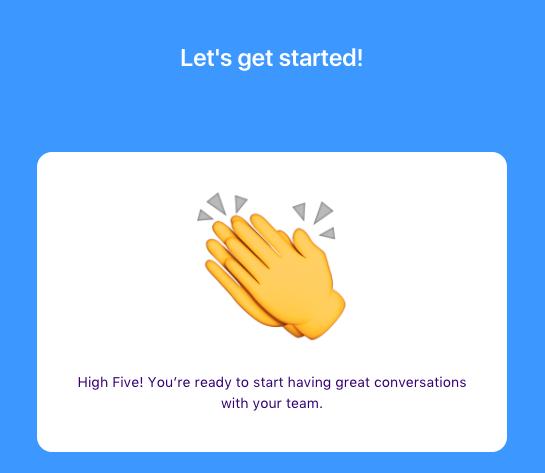 Let's get started!
High Five! You’re ready to start having great conversations
with your team.